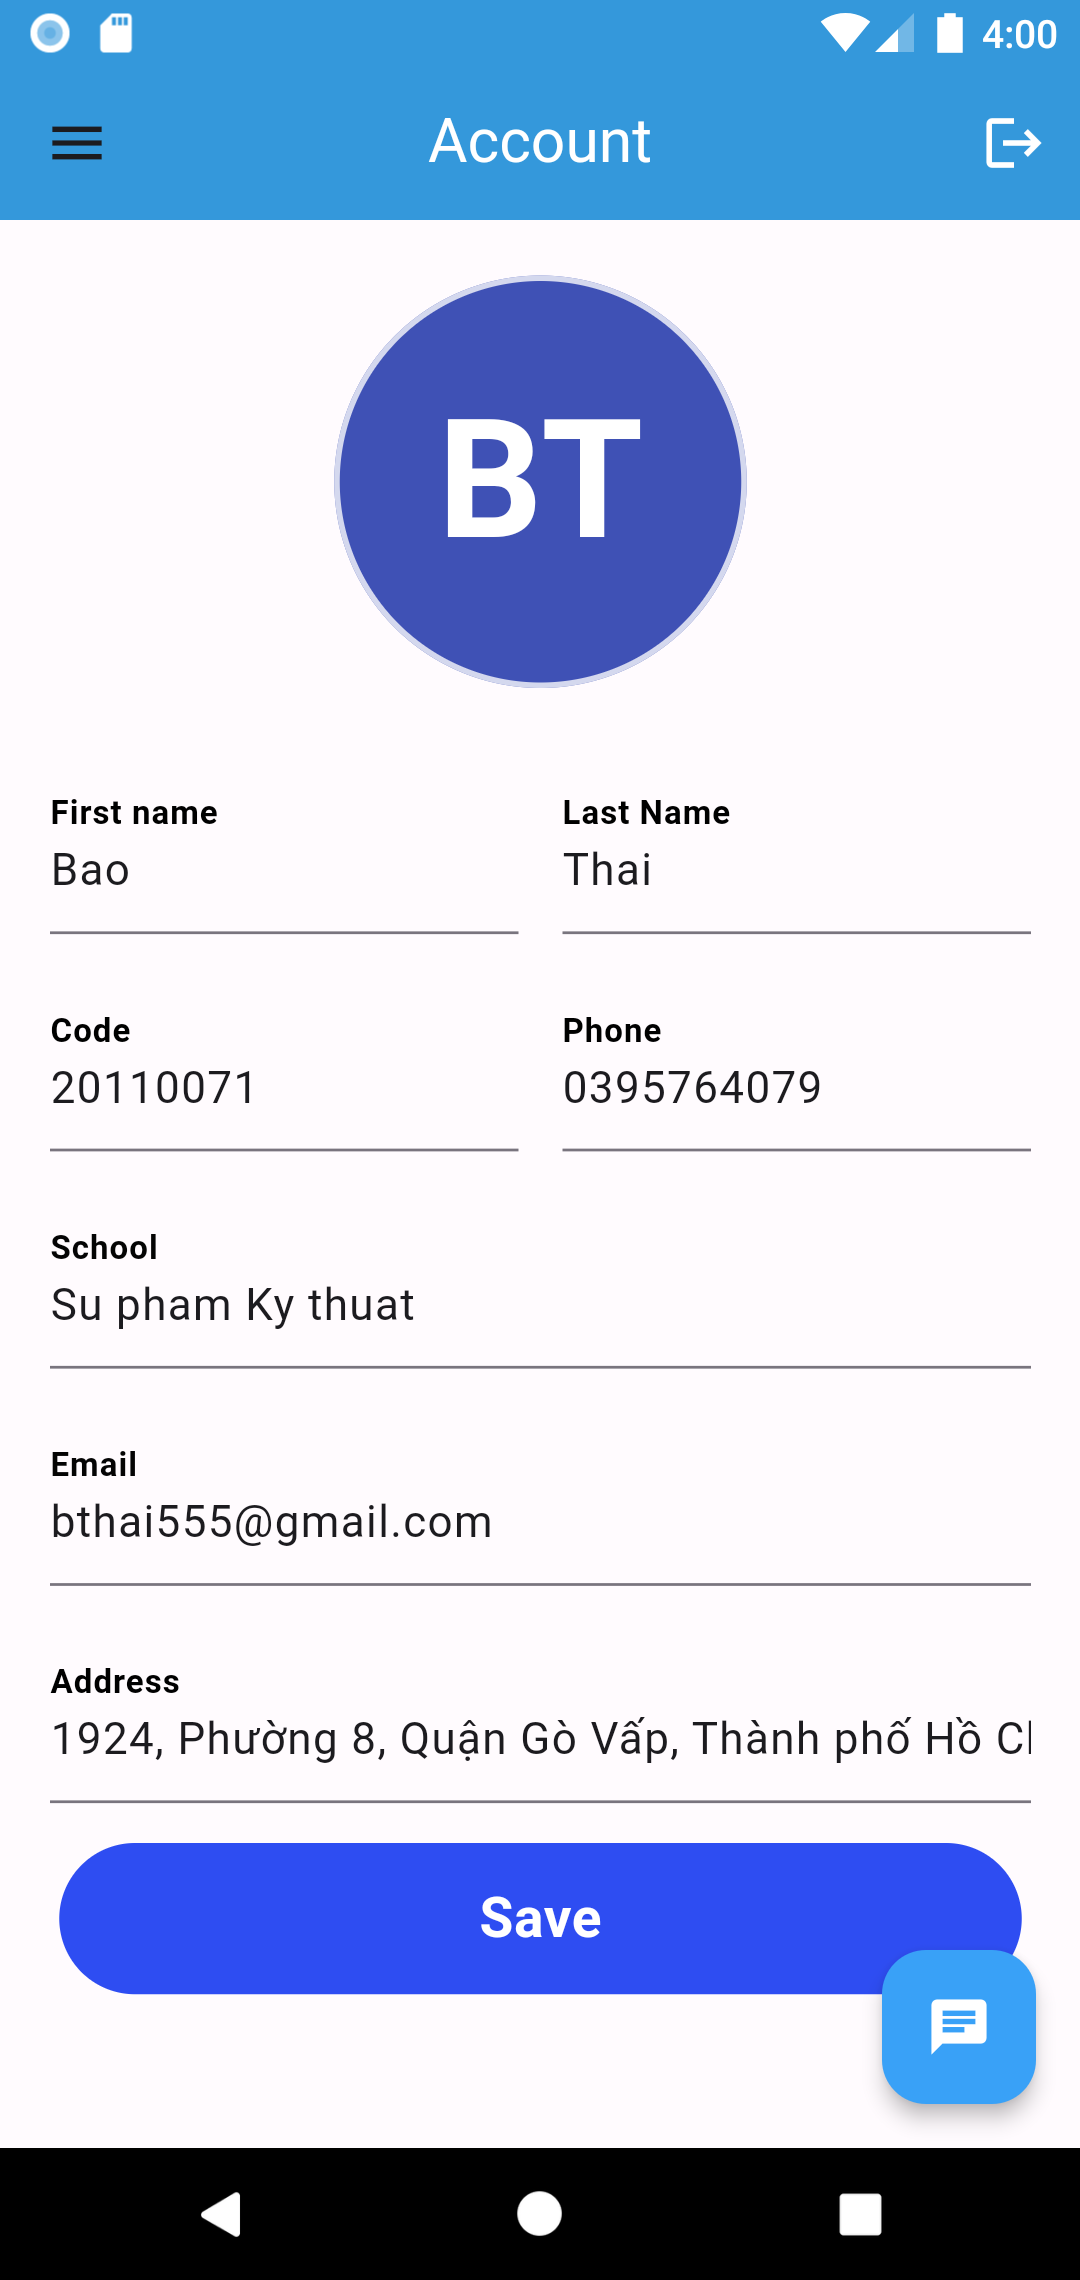 4:00
Account
BT
First name
Last Name
Bao
Thai
Code
Phone
20110071
0395764079
School
Su pham Ky thuat
Email
bthai555@gmail.com
Address
1924, Phường 8, Quận Gò Vấp, Thành phố Hồ
Save